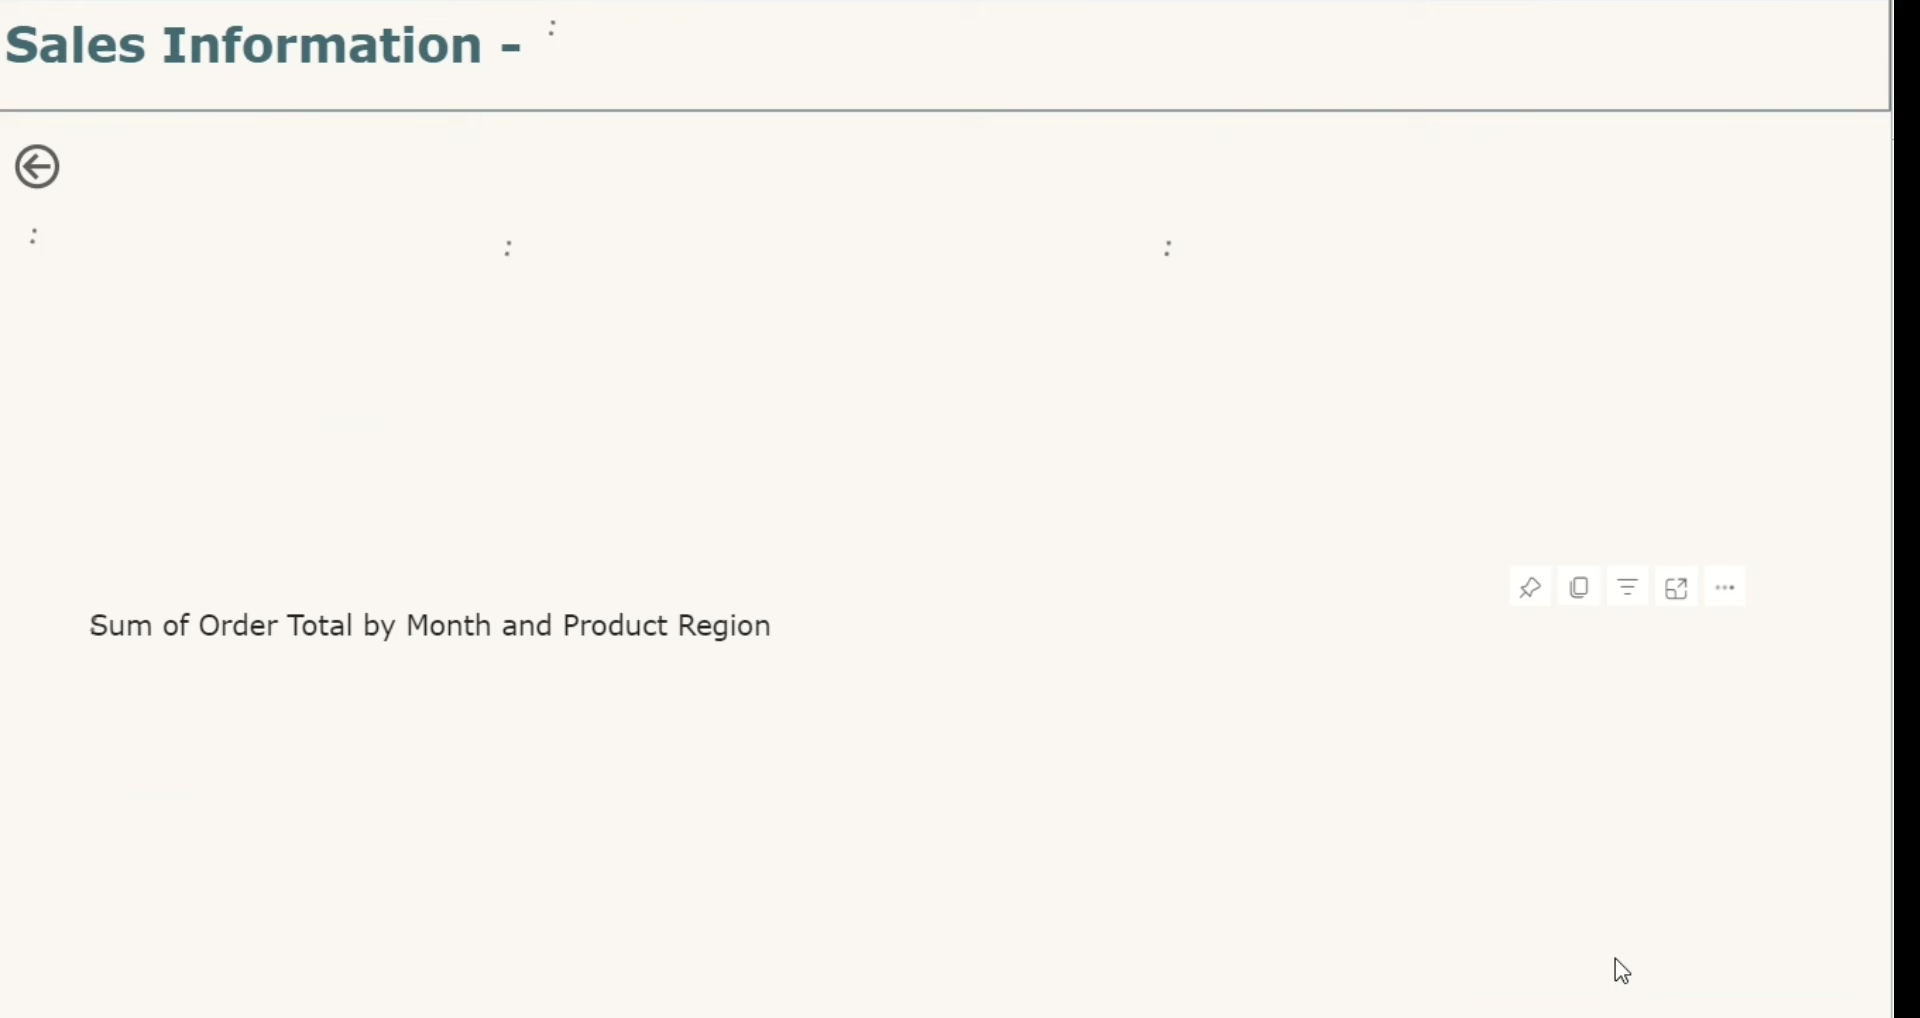 Sales Information -
Sum of Order Total by Month and Product Region